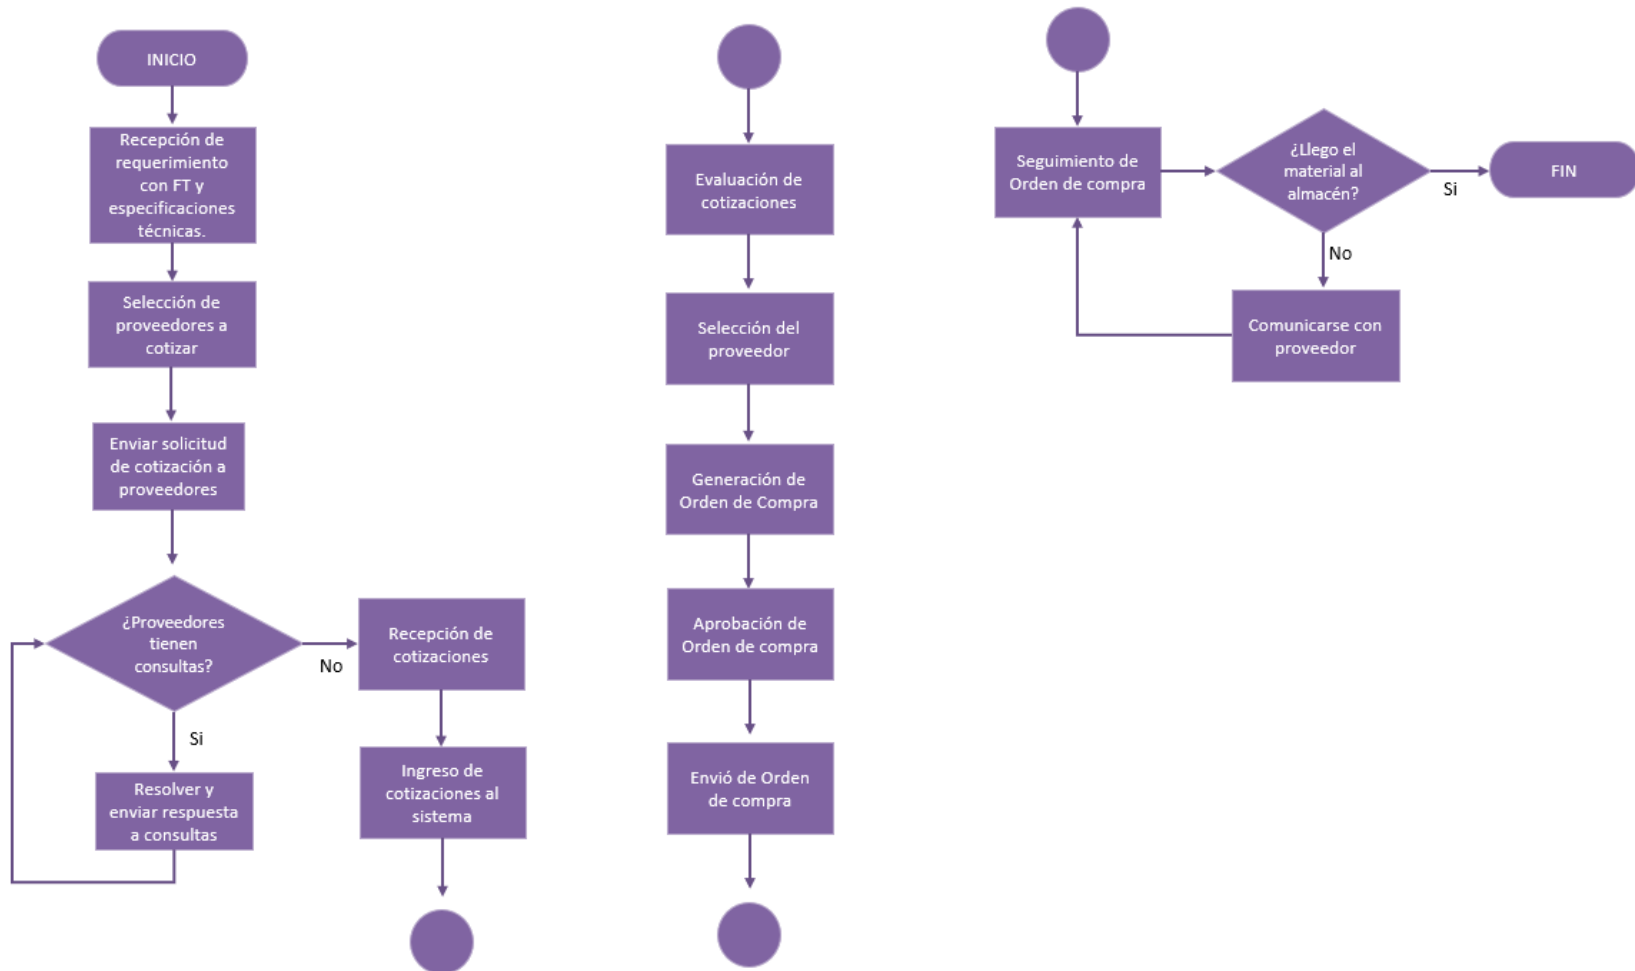 INICIO
Recepción de
requerimiento
con FT y
especificaciones
técnicas.
Selección de
proveedores a
cotizar
Enviar solicitud
de cotización a
proveedores
¿Proveedores
tienen
consultas?
No
Si
Resolver y
enviar respuesta
a consultas
Recepción de
cotizaciones
Ingreso de
cotizaciones al
sistema
Evaluación de
cotizaciones
Selección del
proveedor
Generación de
Orden de Compra
Aprobación de
Orden de compra
Envió de Orden
de compra
Seguimiento de
Orden de compra
¿Llego el
material al
almacén?
Si
FIN
No
Comunicarse con
proveedor